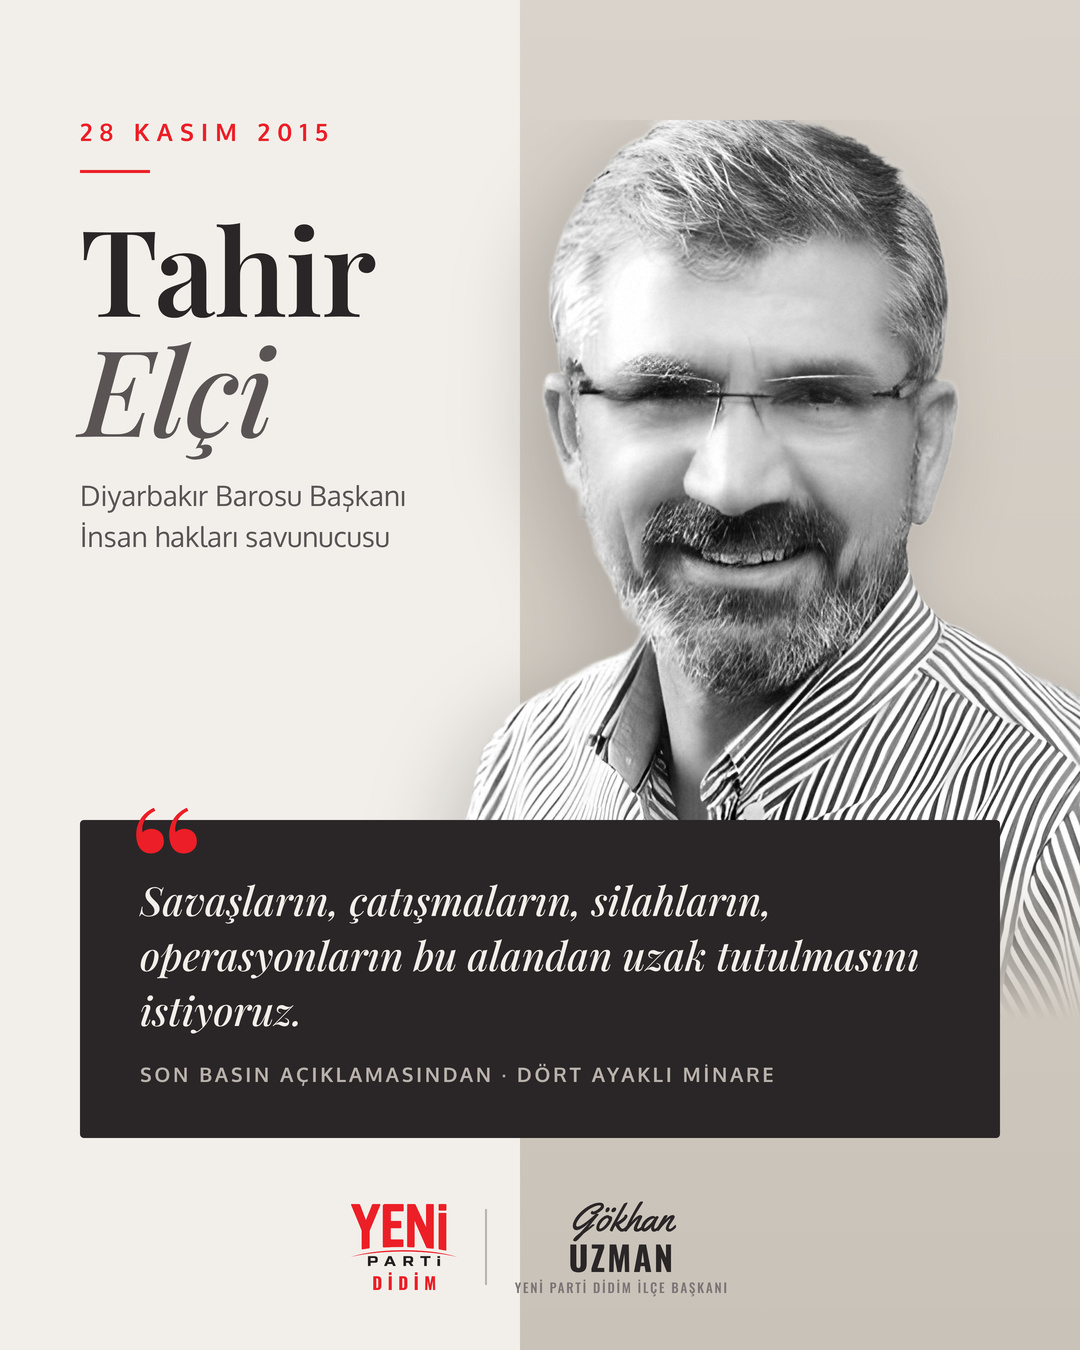 28 KASIM 2015
Tahir
Elçi
Diyarbakır Barosu Başkanı
İnsan hakları savunucusu
“
Savaşların, çatışmaların, silahların,
operasyonların bu alandan uzak tutulmasını
istiyoruz.
SON BASIN AÇIKLAMASINDAN · DÖRT AYAKLI MİNARE
YENİ
PARTİ
DİDİM
Gökhan
UZMAN
YENİ PARTİ DİDİM İLÇE BAŞKANI